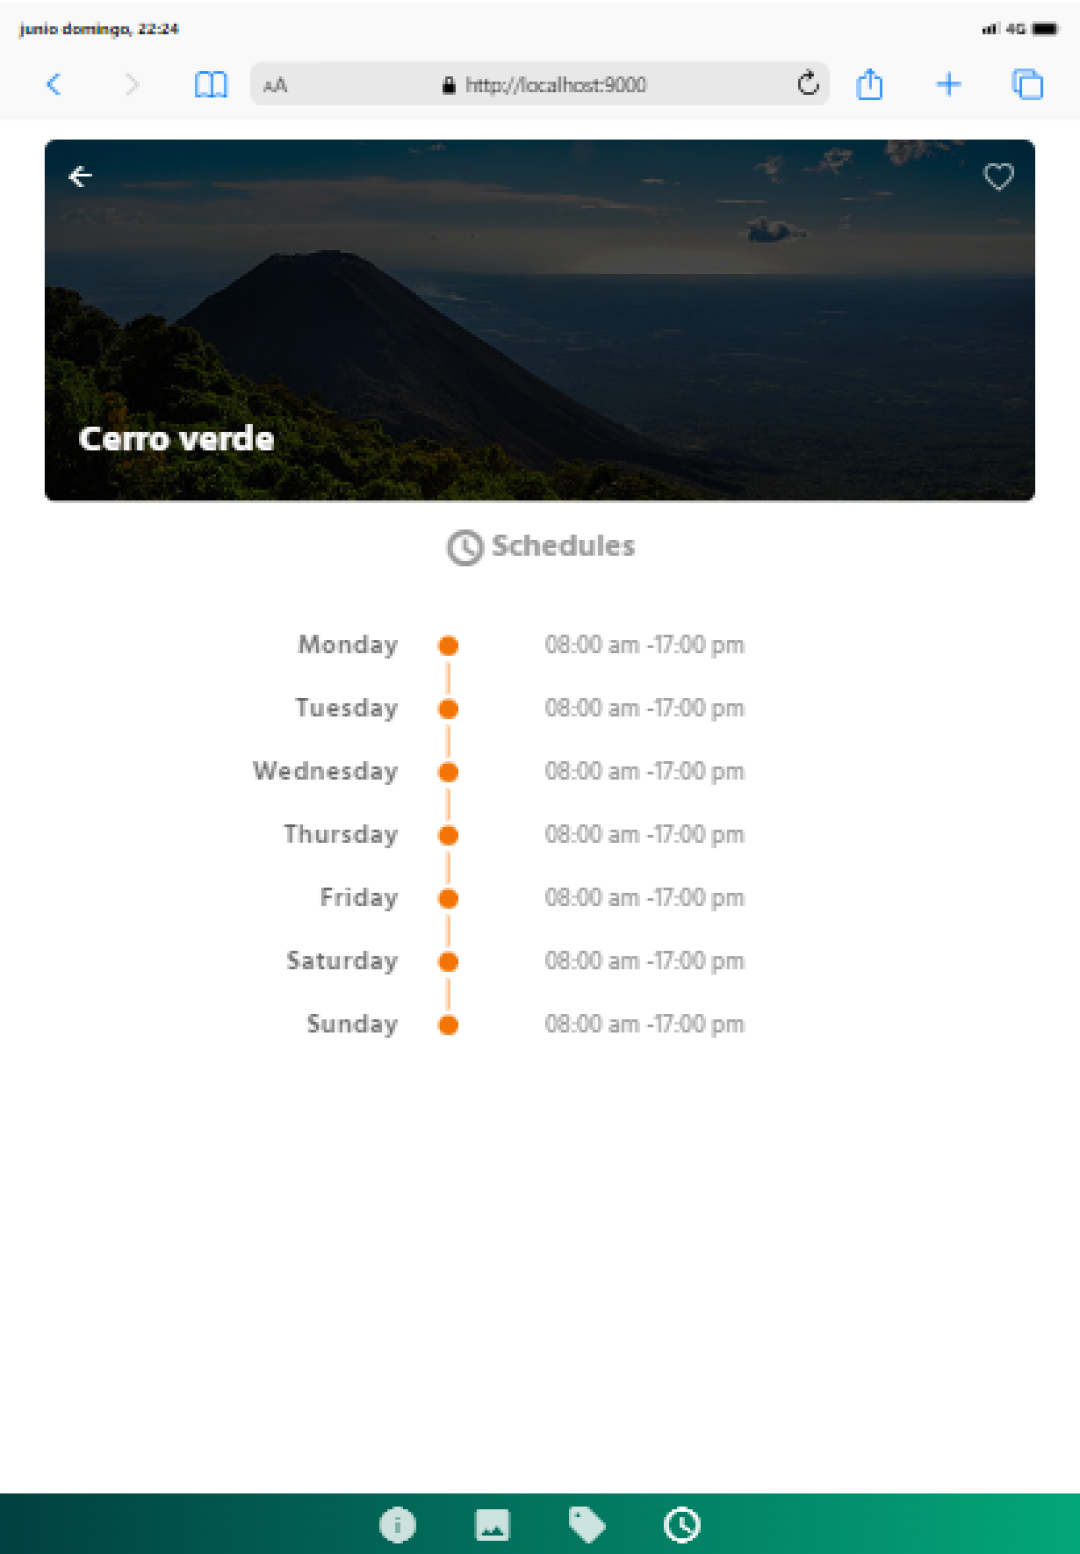 junio domingo, 22:24
4G
AA
http://localhost:9000
Cerro verde
Schedules
Monday 08:00 am -17:00 pm
Tuesday 08:00 am -17:00 pm
Wednesday 08:00 am -17:00 pm
Thursday 08:00 am -17:00 pm
Friday 08:00 am -17:00 pm
Saturday 08:00 am -17:00 pm
Sunday 08:00 am -17:00 pm